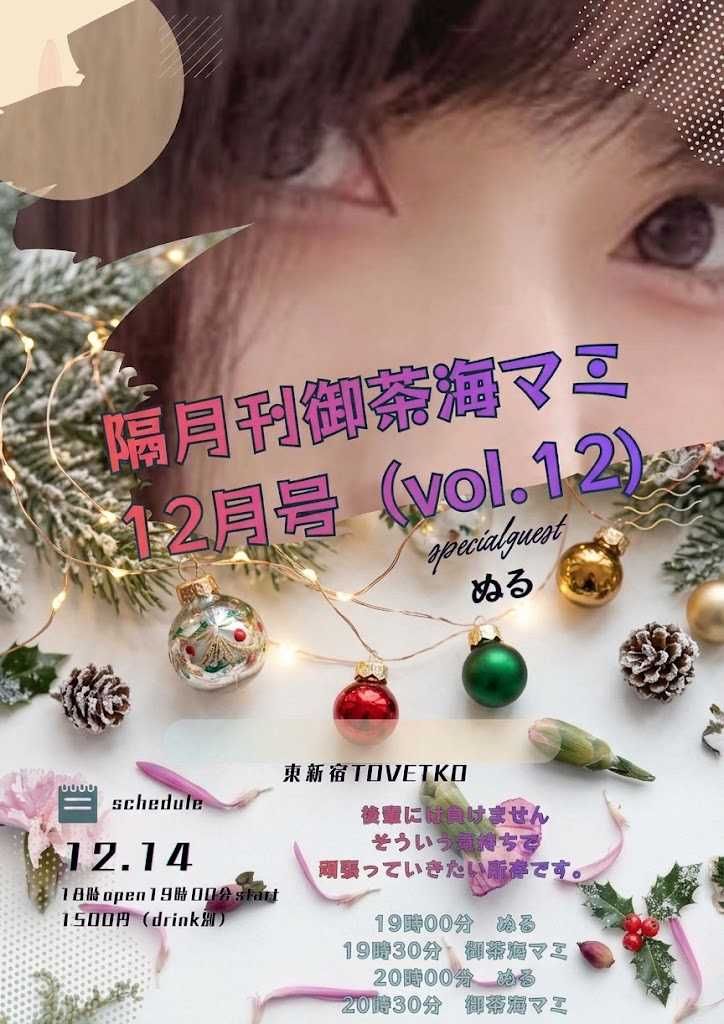 隔月刊御茶海マミ
12月号（vol.12）
specialguest
ぬる
東新宿TOVETKO
schedule
12.14
18時open19時00分start
1500円（drink別）
後輩には負けません
そういう気持ちで
頑張っていきたい所存です。
19時00分　ぬる
19時30分　御茶海マミ
20時00分　ぬる
20時30分　御茶海マミ